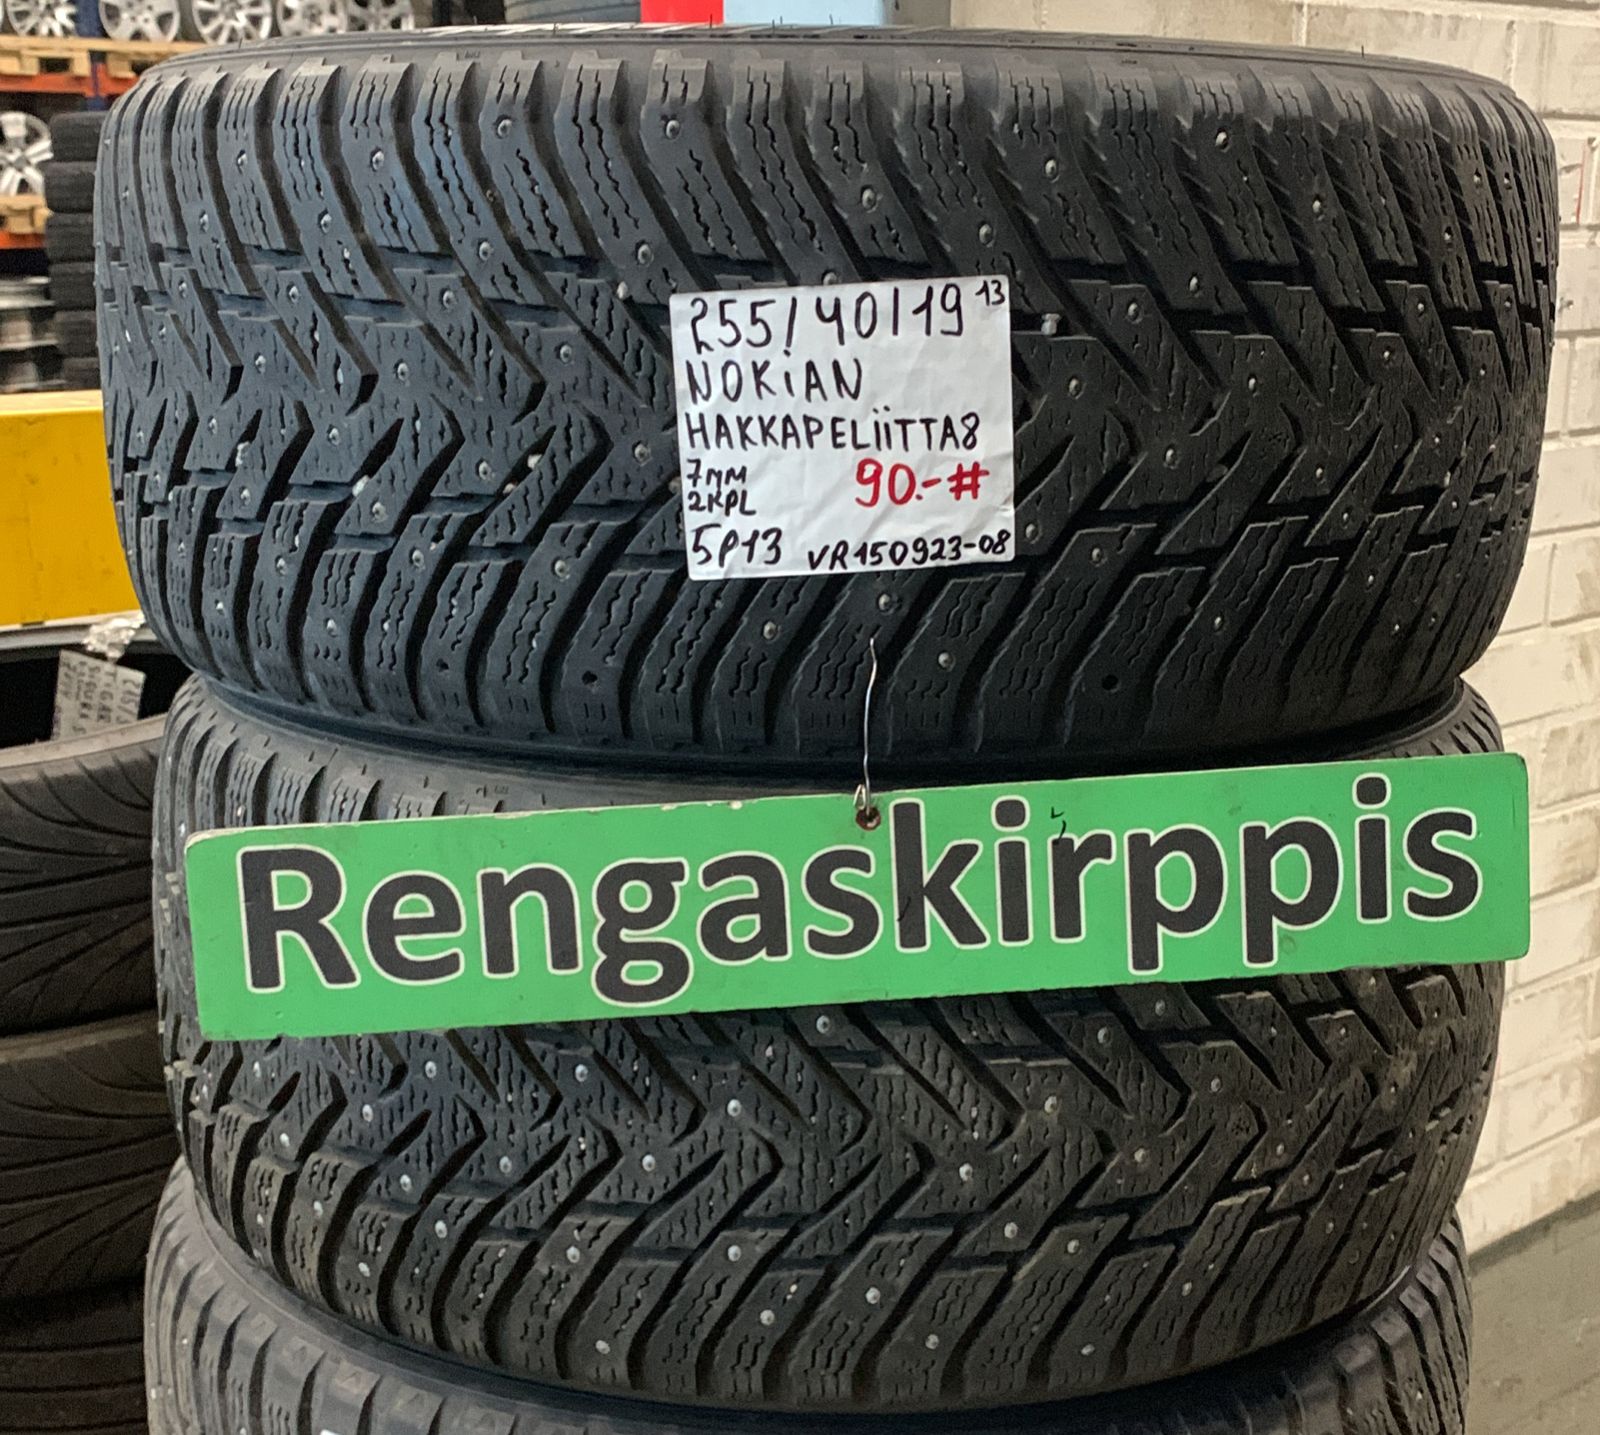 255/40/19 13
NOKiAN
HAKKAPELiiTTA8
7MM
2KPL
90.-#
5P13 VR150923-08
Rengaskirppis